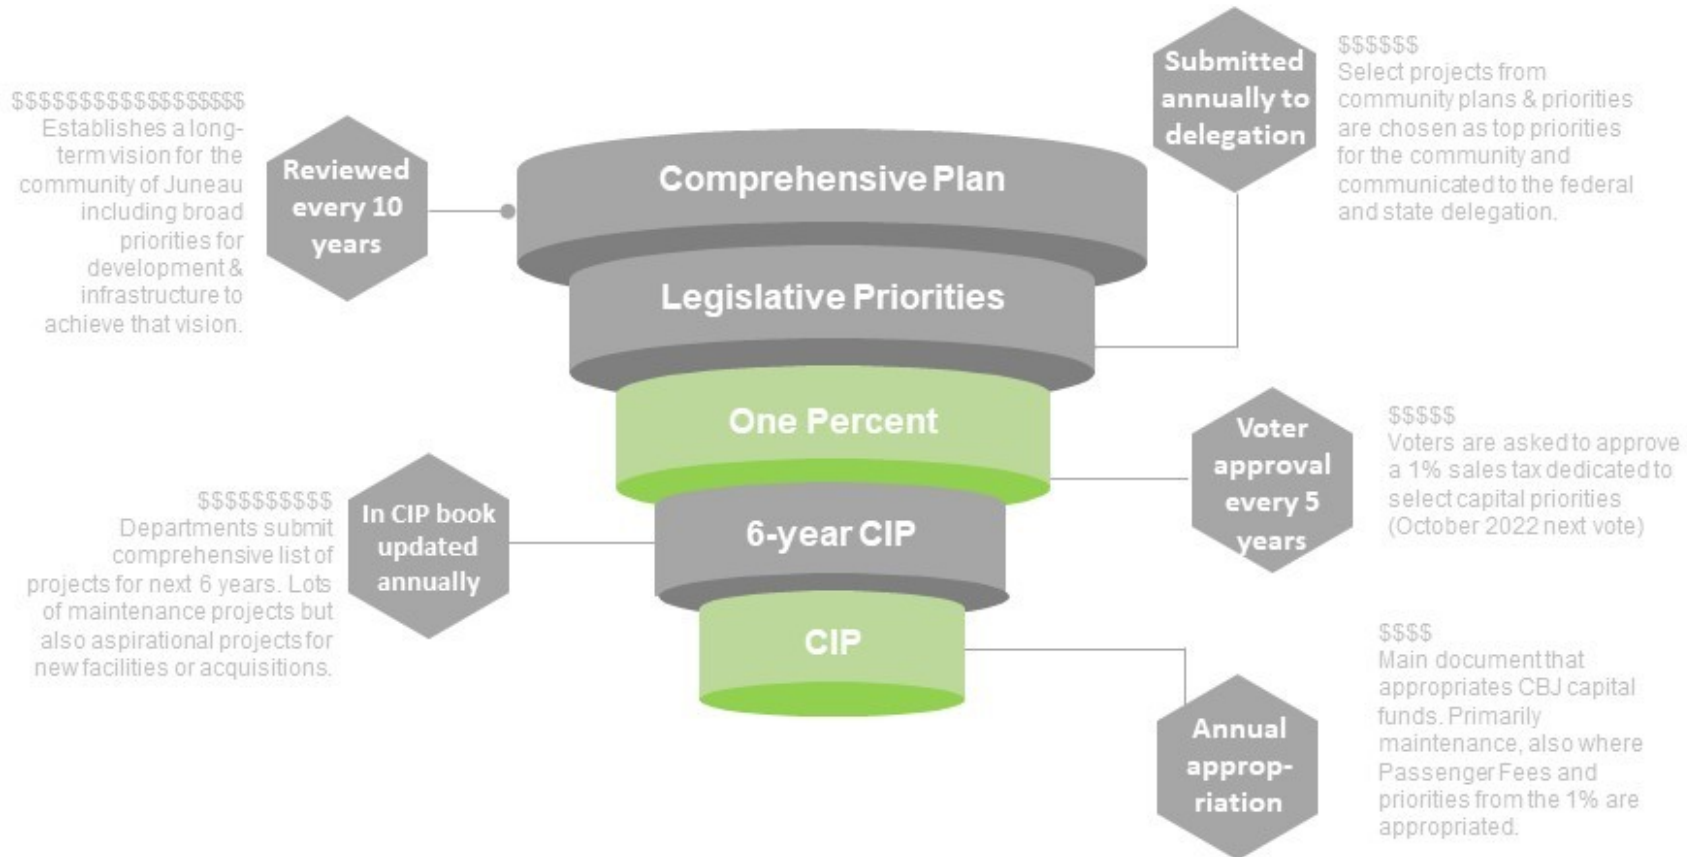 $$$$$$$$$$$$$$$$$
Establishes a long-
term vision for the
community of Juneau
including broad
priorities for
development &
infrastructure to
achieve that vision.
Reviewed
every 10
years
Comprehensive Plan
Submitted
annually to
delegation
$$$$$$
Select projects from
community plans & priorities
are chosen as top priorities
for the community and
communicated to the federal
and state delegation.
Legislative Priorities
One Percent
Voter
approval
every 5
years
$$$$$
Voters are asked to approve
a 1% sales tax dedicated to
select capital priorities
(October 2022 next vote)
$$$$$$$$$$
Departments submit
comprehensive list of
projects for next 6 years. Lots
of maintenance projects but
also aspirational projects for
new facilities or acquisitions.
In CIP book
updated
annually
6-year CIP
CIP
Annual
approp-
riation
$$$$
Main document that
appropriates CBJ capital
funds. Primarily
maintenance, also where
Passenger Fees and
priorities from the 1% are
appropriated.